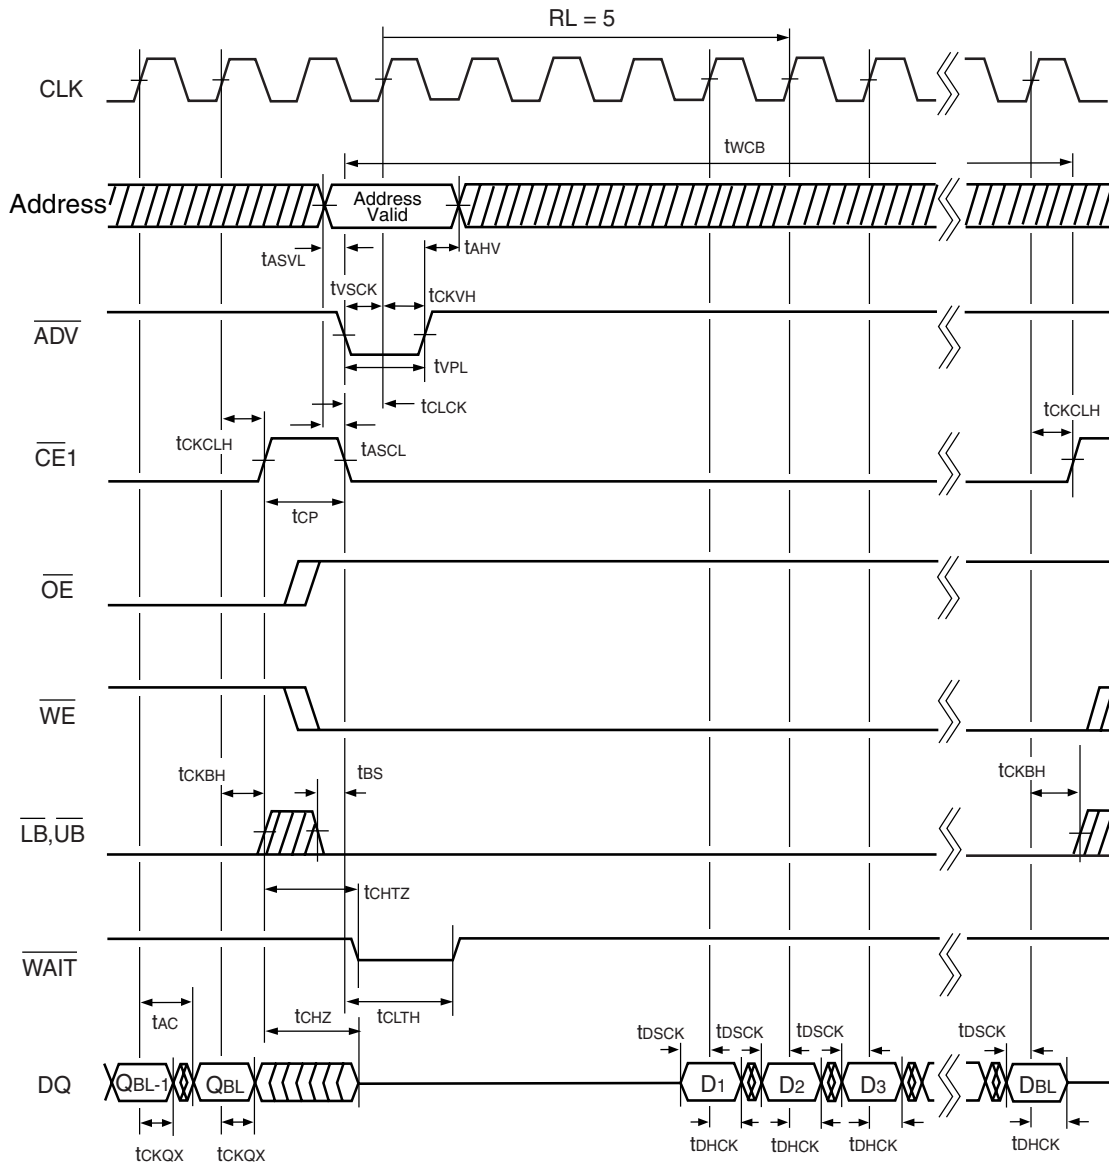 RL = 5
CLK
tWCB
Address
Address
Valid
tASVL
tAHV
tVSCK
tCKVH
ADV
tVPL
tCLCK
tCKCLH
tASCL
tCKCLH
CE1
tCP
OE
WE
tCKBH
tBS
tCKBH
LB,UB
tCHTZ
WAIT
tAC
tCHZ
tCLTH
tDSCK
tDSCK
tDSCK
tDSCK
DQ
QBL-1
QBL
D1
D2
D3
DBL
tCKQX
tCKQX
tDHCK
tDHCK
tDHCK
tDHCK